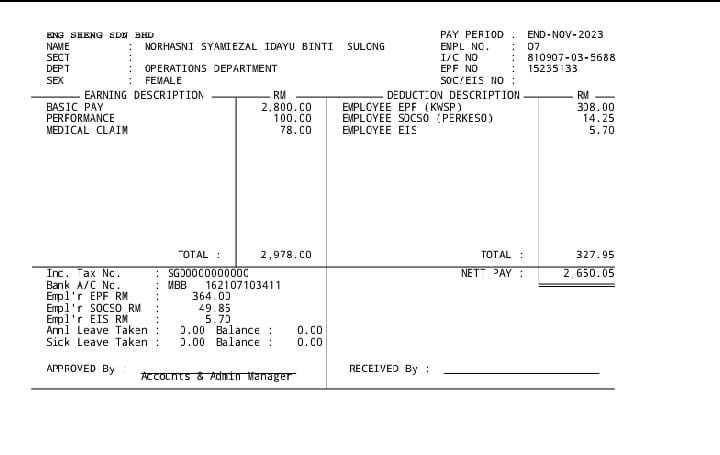 ENG SHENG SDN BHD PAY PERIOD : END-NOV-2023
NAME : NORHASNI SYAMIEZAL IDAYU BINTI SULONG EMPL NO. : 07
SECT : I/C NO : 810907-03-5688
DEPT : OPERATIONS DEPARTMENT EPF NO : 15235133
SEX : FEMALE SOC/EIS NO :
EARNING DESCRIPTION RM DEDUCTION DESCRIPTION RM
BASIC PAY 2,800.00 EMPLOYEE EPF (KWSP) 308.00
PERFORMANCE 100.00 EMPLOYEE SOCSO (PERKESO) 14.25
MEDICAL CLAIM 78.00 EMPLOYEE EIS 5.70
TOTAL : 2,978.00 TOTAL : 327.95
Inc. Tax No. : SG00000000000 NETT PAY : 2,650.05
Bank A/C No. : MBB 162107103411
Empl'r EPF RM : 364.00
Empl'r SOCSO RM : 49.85
Empl'r EIS RM : 5.70
Annl Leave Taken : 0.00 Balance : 0.00
Sick Leave Taken : 0.00 Balance : 0.00
APPROVED By : RECEIVED By :
Accounts & Admin Manager